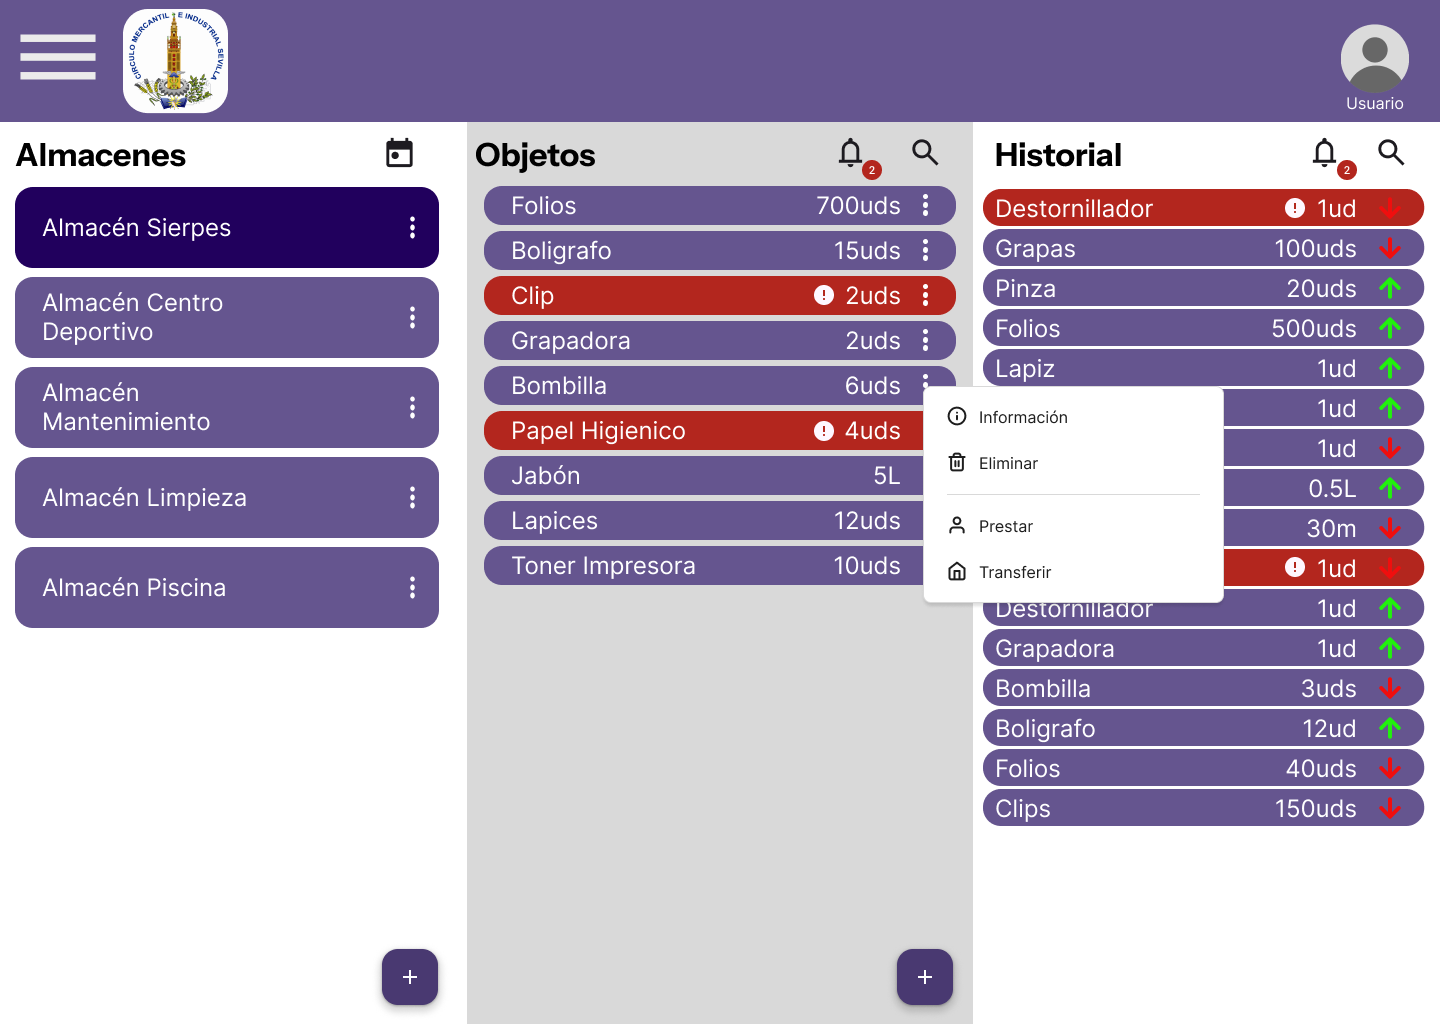 CIRCULO MERCANTIL E INDUSTRIAL SEVILLA
Usuario
Almacenes
Almacén Sierpes
Almacén Centro
Deportivo
Almacén
Mantenimiento
Almacén Limpieza
Almacén Piscina
+
Objetos
2
Folios 700uds
Boligrafo 15uds
Clip 2uds
Grapadora 2uds
Bombilla 6uds
Papel Higienico 4uds
Jabón 5L
Lapices 12uds
Toner Impresora 10uds
+
Información
Eliminar
Prestar
Transferir
Historial
2
Destornillador 1ud
Grapas 100uds
Pinza 20uds
Folios 500uds
Lapiz 1ud
1ud
1ud
0.5L
30m
1ud
Destornillador 1ud
Grapadora 1ud
Bombilla 3uds
Boligrafo 12ud
Folios 40uds
Clips 150uds